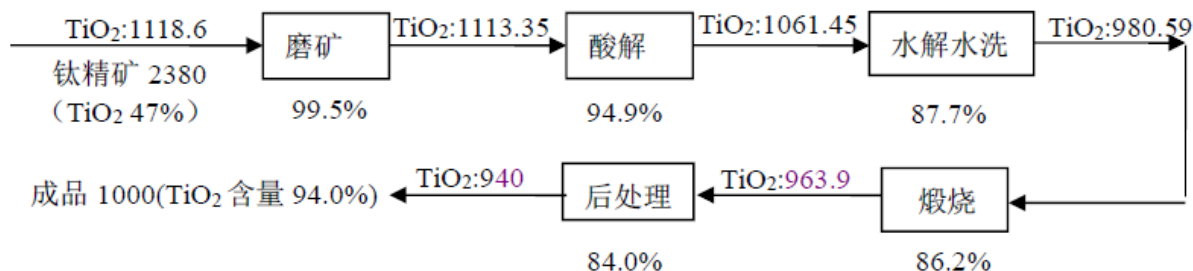 TiO₂:1118.6
磨矿
TiO₂:1113.35
酸解
TiO₂:1061.45
水解水洗
TiO₂:980.59
钛精矿 2380
（TiO₂ 47%）
99.5%
94.9%
87.7%
成品 1000(TiO₂ 含量 94.0%)
TiO₂:940
后处理
TiO₂:963.9
煅烧
84.0%
86.2%